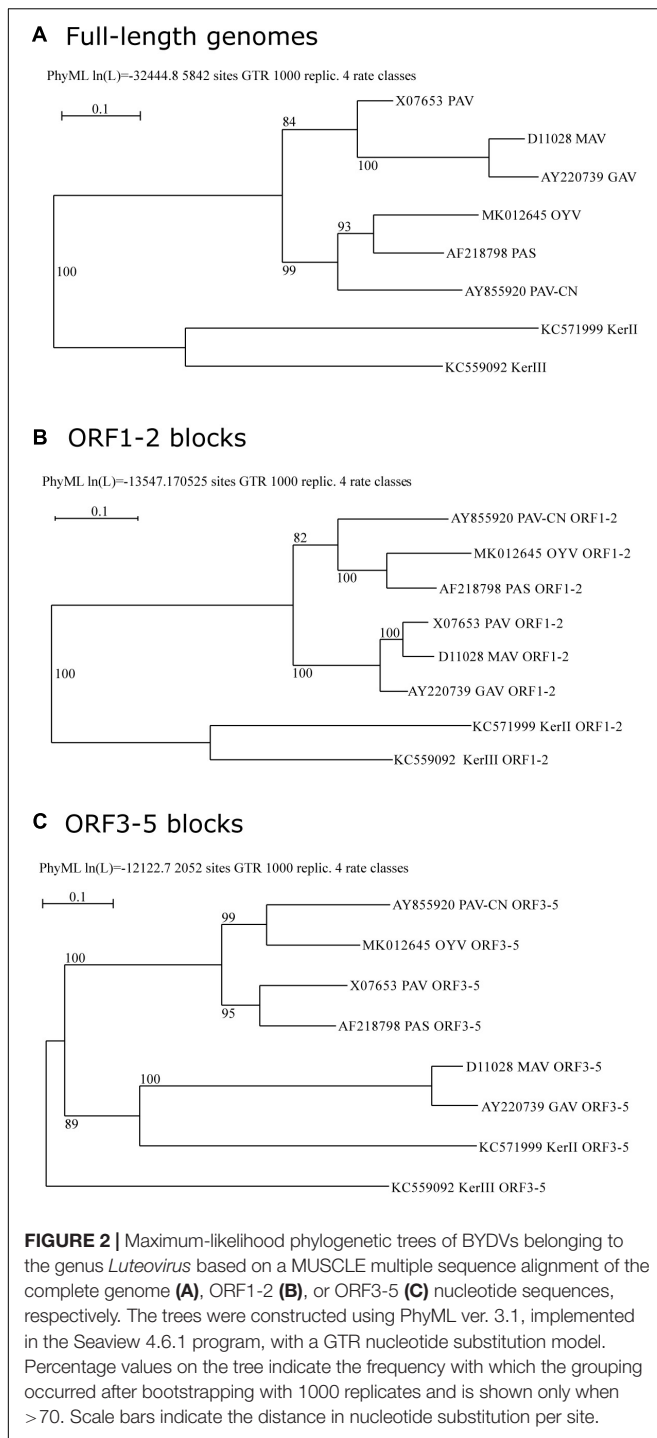 A Full-length genomes
PhyML ln(L)=-32444.8 5842 sites GTR 1000 replic. 4 rate classes
0.1
X07653 PAV
84
D11028 MAV
100
AY220739 GAV
MK012645 OYV
93
AF218798 PAS
99
100
AY855920 PAV-CN
KC571999 KerII
KC559092 KerIII
B ORF1-2 blocks
PhyML ln(L)=-13547.170525 sites GTR 1000 replic. 4 rate classes
0.1
AY855920 PAV-CN ORF1-2
82
MK012645 OYV ORF1-2
100
AF218798 PAS ORF1-2
X07653 PAV ORF1-2
100
D11028 MAV ORF1-2
100
100
AY220739 GAV ORF1-2
KC571999 KerII ORF1-2
KC559092 KerIII ORF1-2
C ORF3-5 blocks
PhyML ln(L)=-12122.7 2052 sites GTR 1000 replic. 4 rate classes
0.1
AY855920 PAV-CN ORF3-5
99
MK012645 OYV ORF3-5
100
X07653 PAV ORF3-5
95
AF218798 PAS ORF3-5
D11028 MAV ORF3-5
100
AY220739 GAV ORF3-5
89
KC571999 KerII ORF3-5
KC559092 KerIII ORF3-5
FIGURE 2 | Maximum-likelihood phylogenetic trees of BYDVs belonging to
the genus Luteovirus based on a MUSCLE multiple sequence alignment of the
complete genome (A), ORF1-2 (B), or ORF3-5 (C) nucleotide sequences,
respectively. The trees were constructed using PhyML ver. 3.1, implemented
in the Seaview 4.6.1 program, with a GTR nucleotide substitution model.
Percentage values on the tree indicate the frequency with which the grouping
occurred after bootstrapping with 1000 replicates and is shown only when
>70. Scale bars indicate the distance in nucleotide substitution per site.